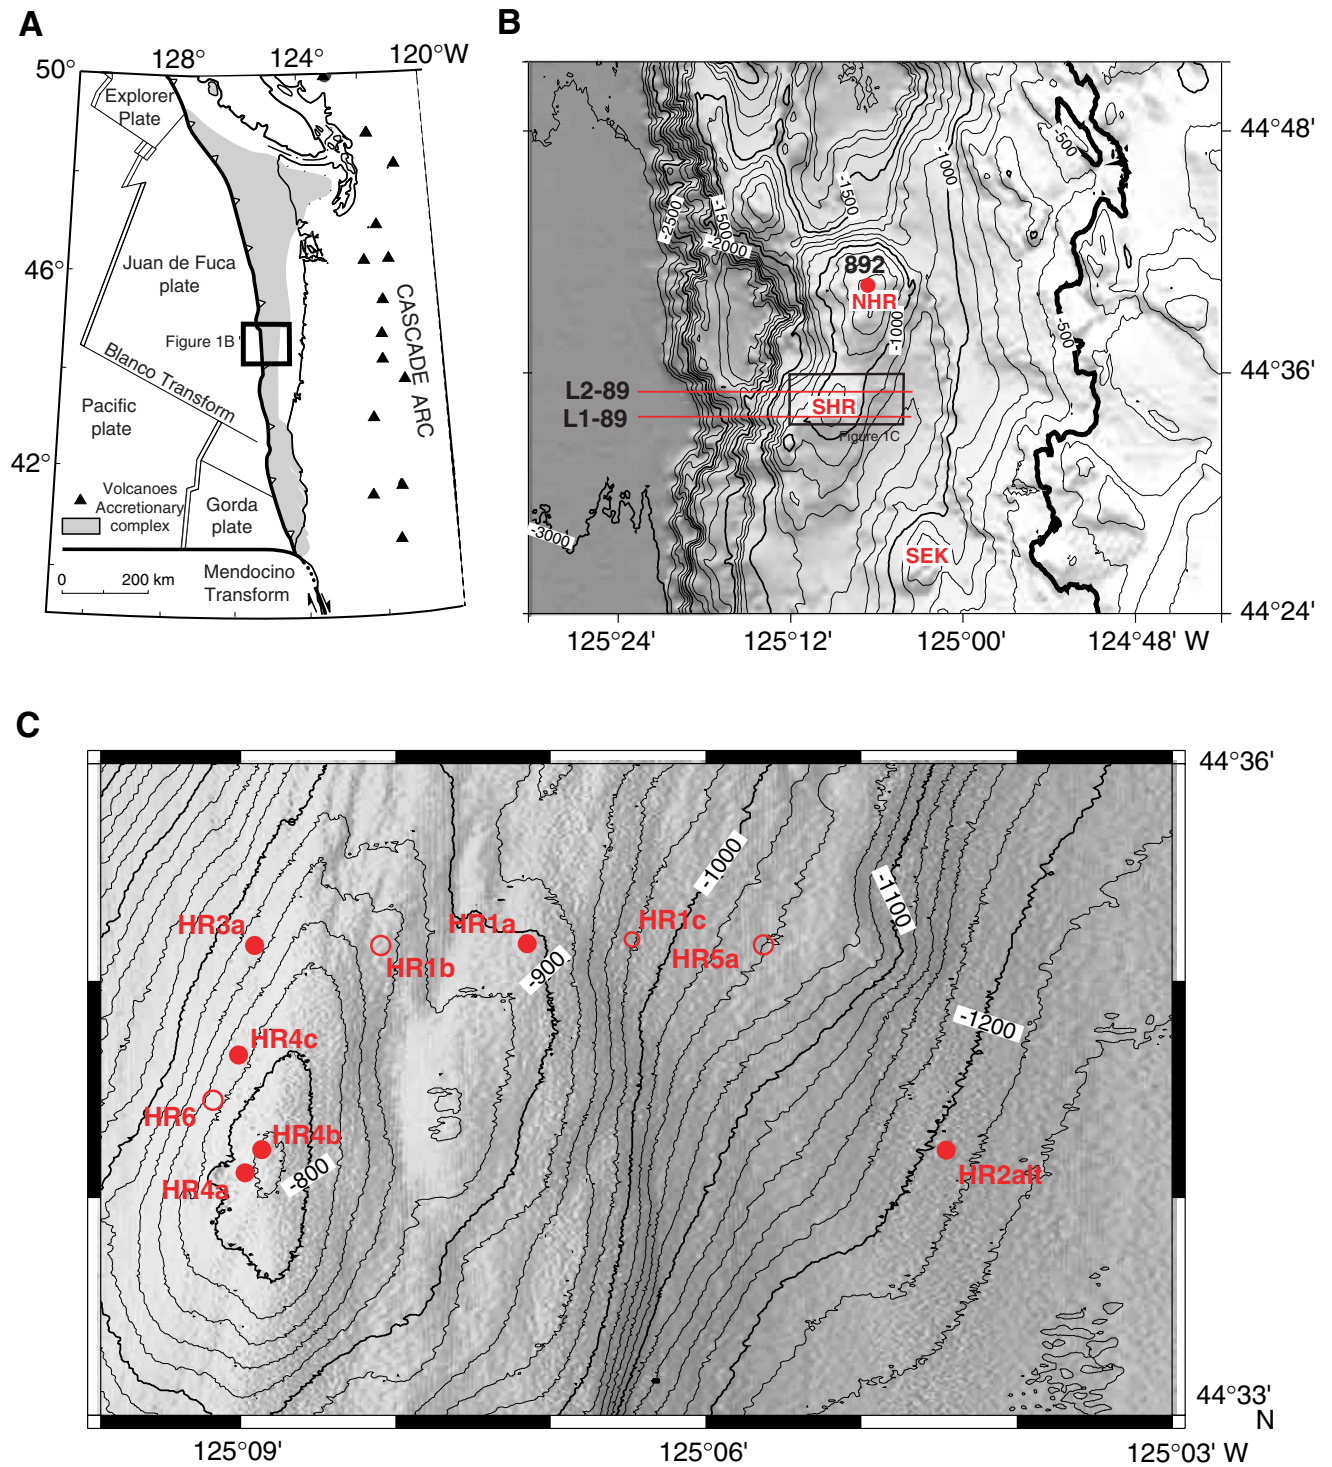 A
128°
124°
120°W
50°
Explorer
Plate
46°
Juan de Fuca
plate
Figure 1B
Blanco Transform
CASCADE ARC
Pacific
plate
42°
Volcanoes
Accretionary
complex
Gorda
plate
0
200 km
Mendocino
Transform
B
44°48'
-500
-1000
-1500
-2500
-1500
-2000
892
NHR
-1000
-500
44°36'
L2-89
SHR
L1-89
Figure 1C
-3000
SEK
44°24'
125°24'
125°12'
125°00'
124°48' W
C
44°36'
-1000
-1100
HR3a
HR1a
HR1c
HR1b
HR5a
-900
-1200
HR4c
HR6
HR4b
-800
HR4a
HR2alt
44°33'
N
125°09'
125°06'
125°03' W